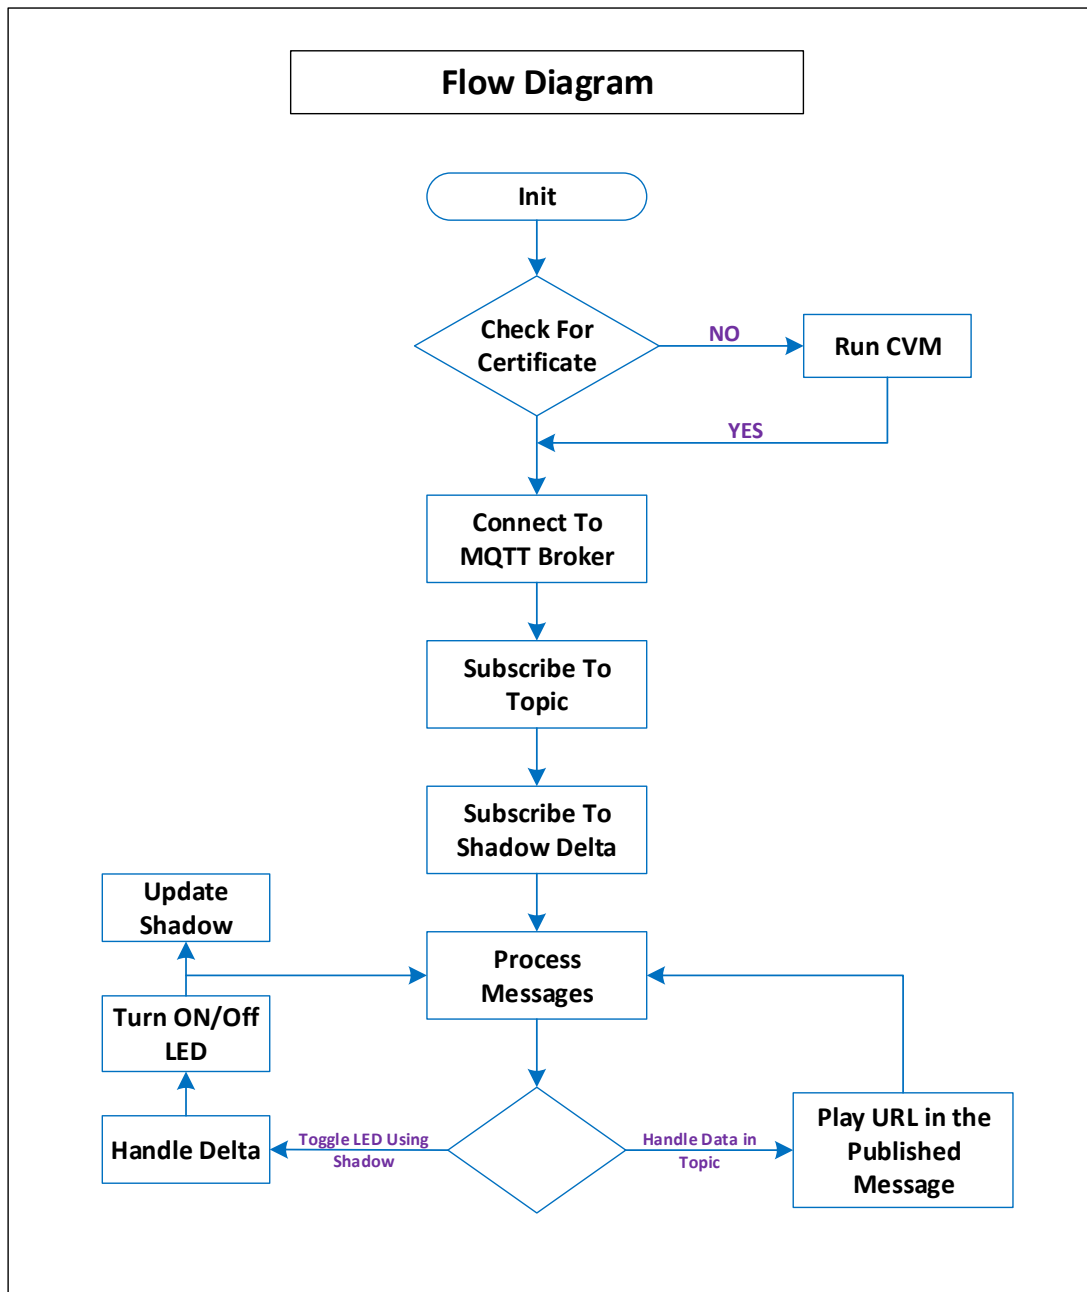 Flow Diagram
Init
Check For
Certificate
NO
Run CVM
YES
Connect To
MQTT Broker
Subscribe To
Topic
Subscribe To
Shadow Delta
Update
Shadow
Process
Messages
Turn ON/Off
LED
Handle Delta
Toggle LED Using
Shadow
Handle Data in
Topic
Play URL in the
Published
Message